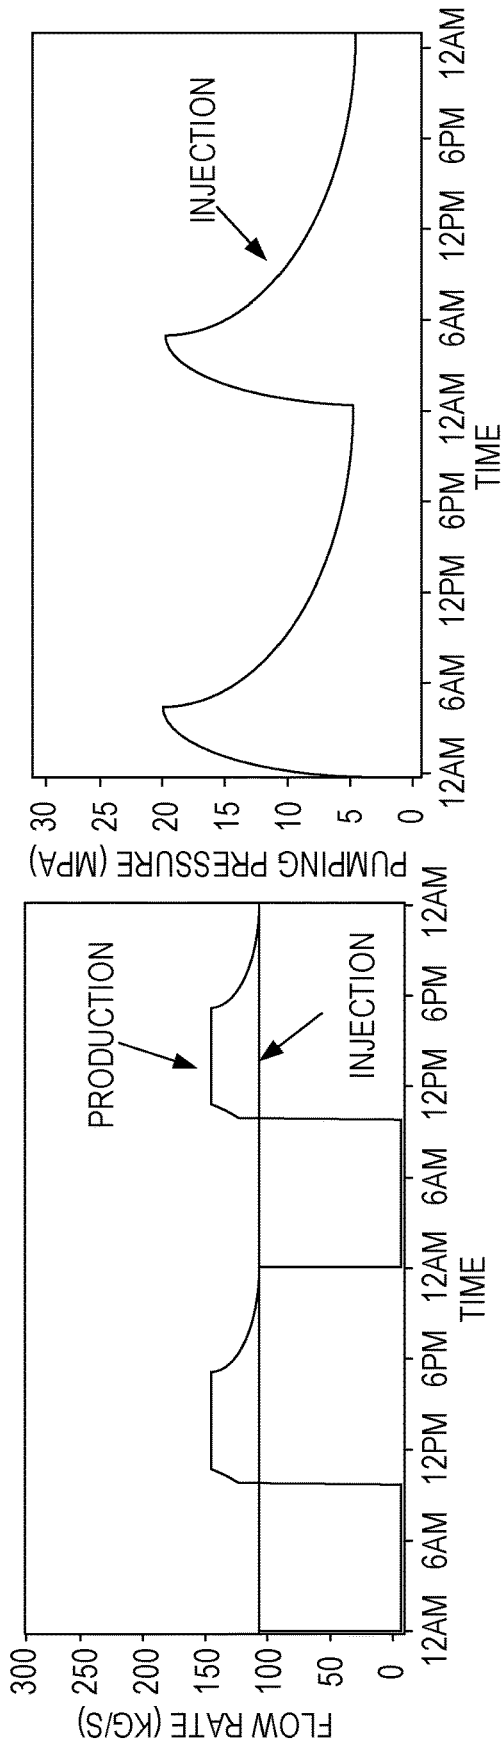 FLOW RATE (KG/S)
300
250
200
150
100
50
0
PRODUCTION
INJECTION
12AM 6AM 12PM 6PM 12AM 6AM 12PM 6PM 12AM
TIME
PUMPING PRESSURE (MPA)
30
25
20
15
10
5
0
INJECTION
12AM 6AM 12PM 6PM 12AM 6AM 12PM 6PM 12AM
TIME